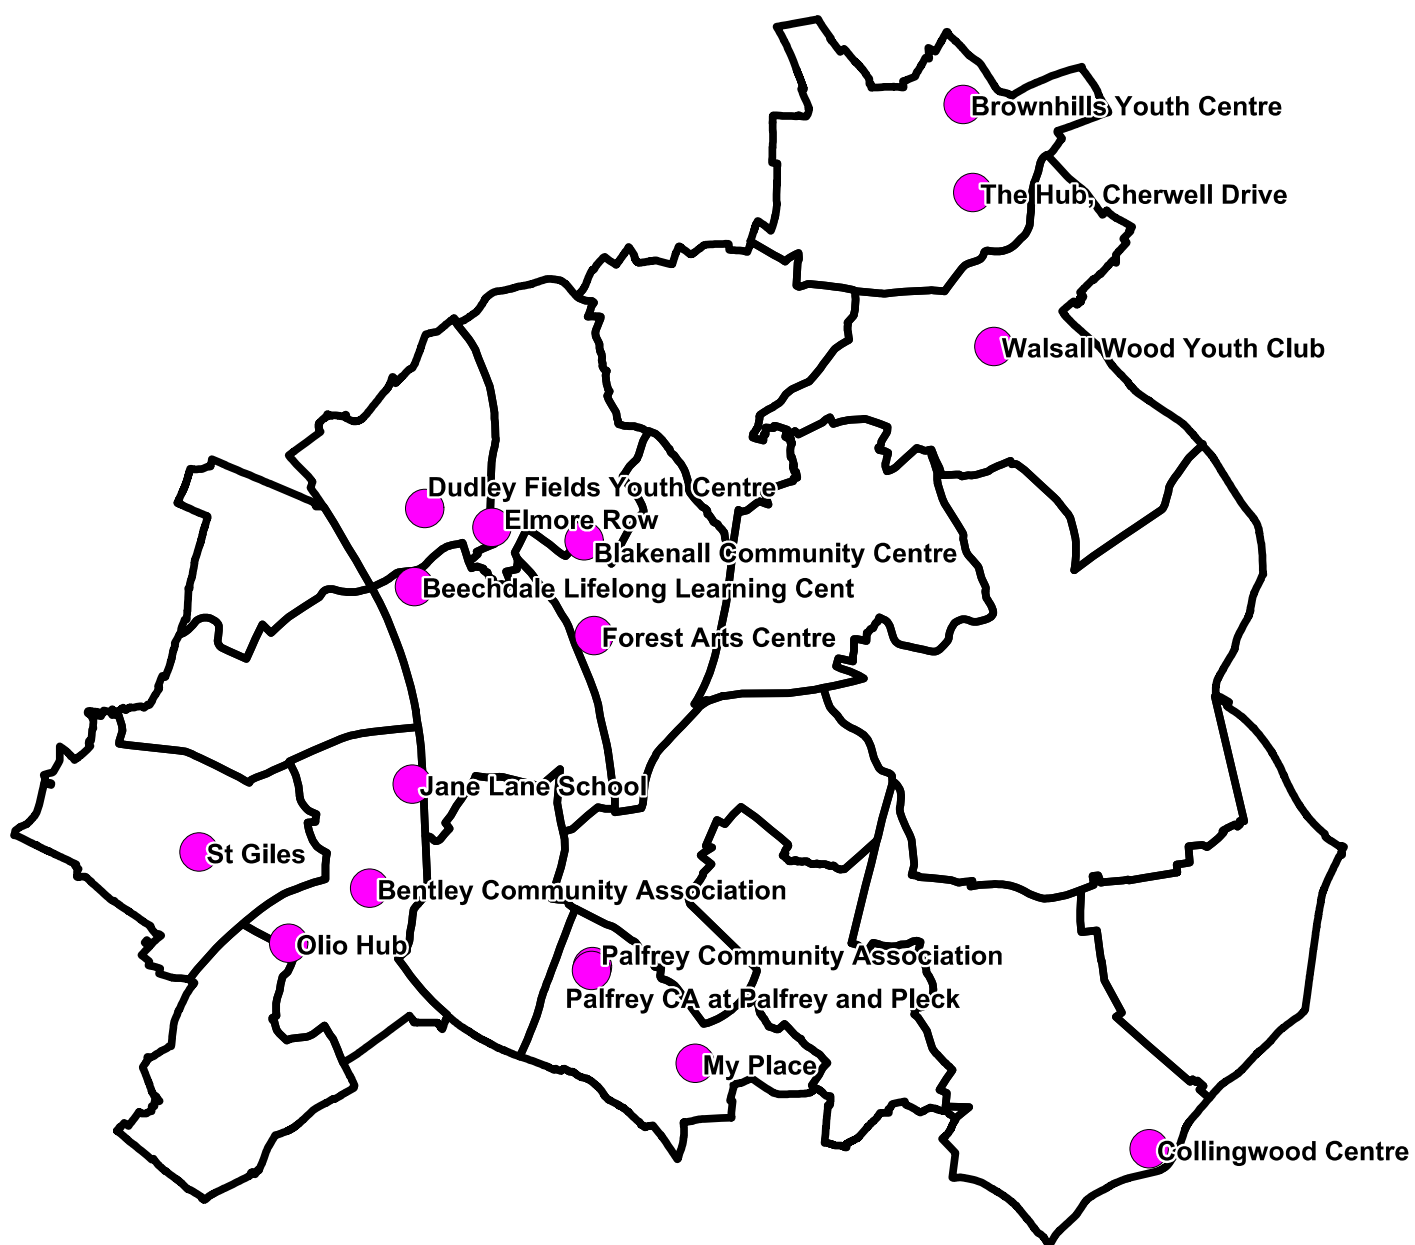 Brownhills Youth Centre
The Hub, Cherwell Drive
Walsall Wood Youth Club
Dudley Fields Youth Centre
Elmore Row
Blakenall Community Centre
Beechdale Lifelong Learning Cent
Forest Arts Centre
Jane Lane School
St Giles
Bentley Community Association
Olio Hub
Palfrey Community Association
Palfrey CA at Palfrey and Pleck
My Place
Collingwood Centre